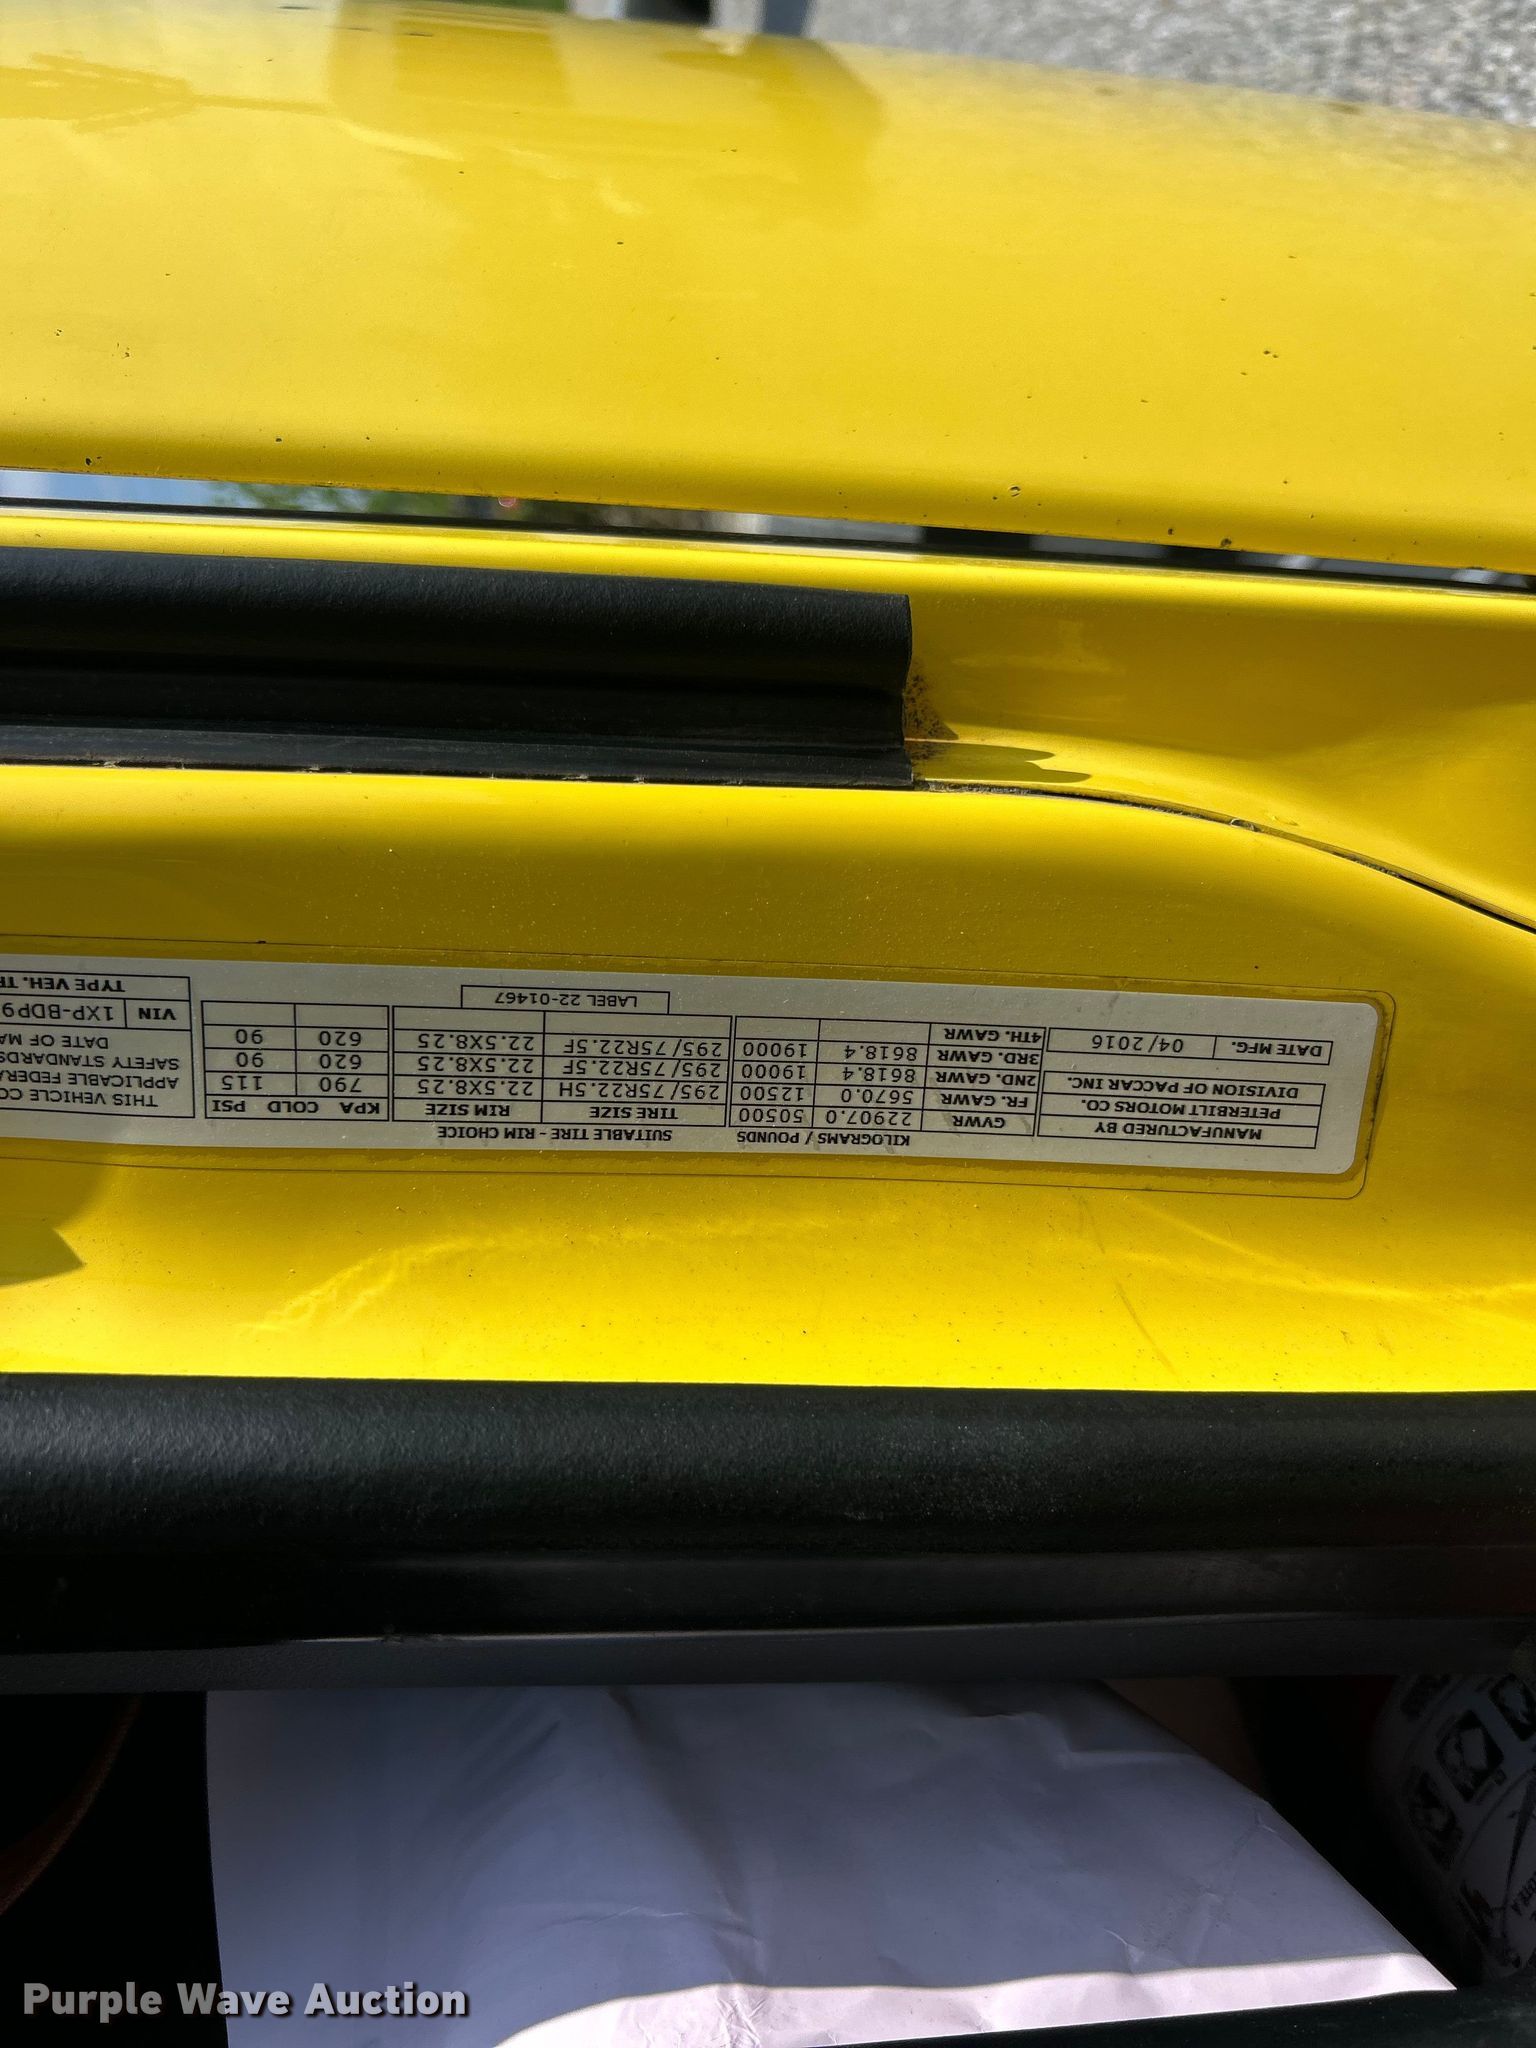 MANUFACTURED BY
PETERBILT MOTORS CO.
DIVISION OF PACCAR INC.
DATE MFG. 04/2016
KILOGRAMS / POUNDS
GVWR 22907.0 50500
FR. GAWR 5670.0 12500
2ND. GAWR 8618.4 19000
3RD. GAWR 8618.4 19000
4TH. GAWR
SUITABLE TIRE - RIM CHOICE
TIRE SIZE RIM SIZE
295/75R22.5H 22.5X8.25
295/75R22.5F 22.5X8.25
295/75R22.5F 22.5X8.25
LABEL 22-01467
KPA COLD PSI
790 115
620 90
620 90
THIS VEHICLE CO
APPLICABLE FEDERA
SAFETY STANDARDS
DATE OF MA
VIN 1XP-BDP9
TYPE VEH. TR
Purple Wave Auction